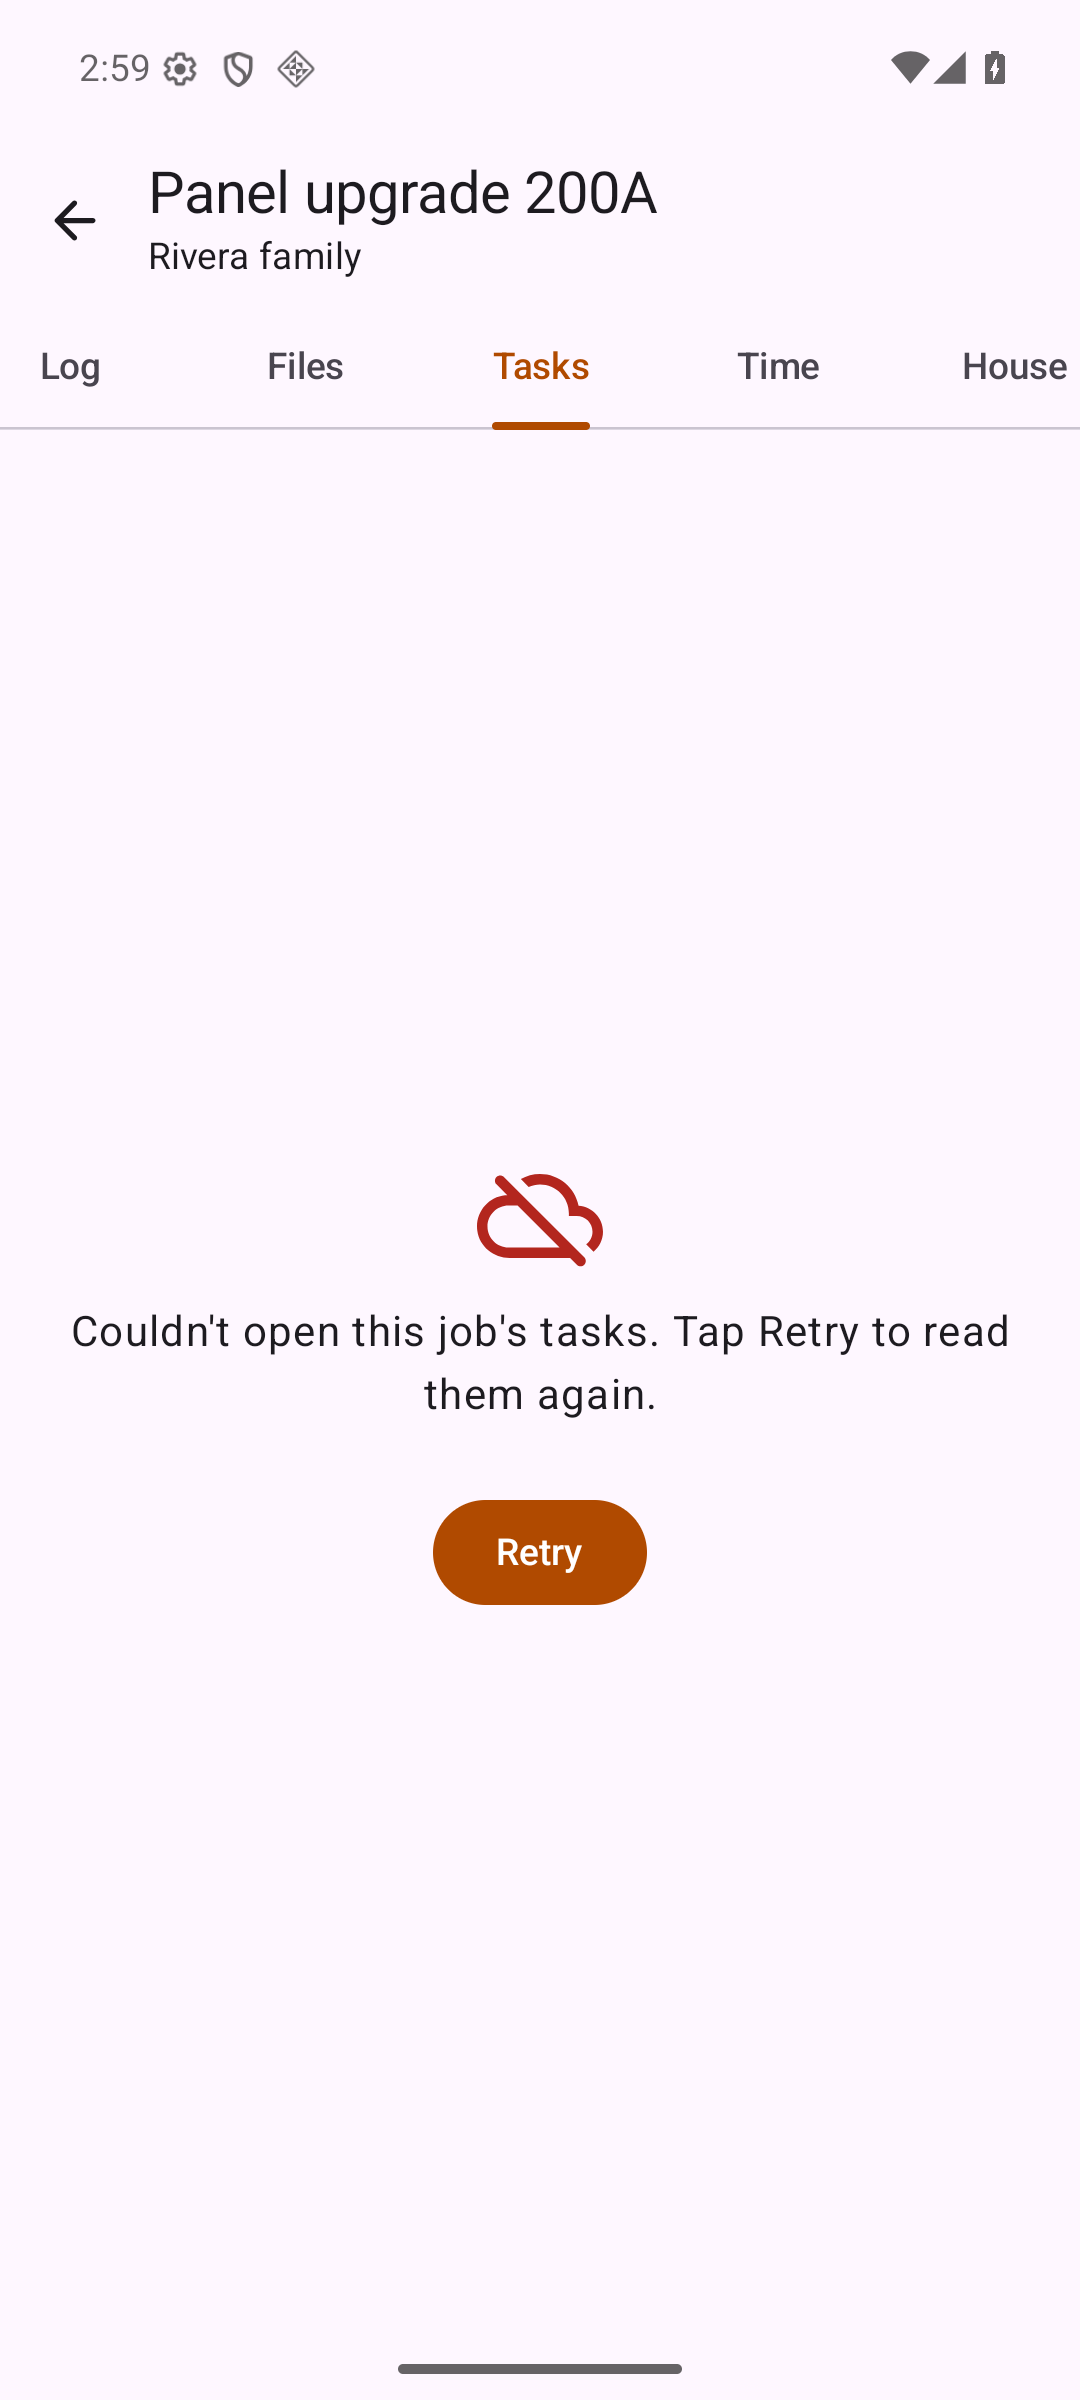 2:59
Panel upgrade 200A
Rivera family
Log Files Tasks Time House
Couldn't open this job's tasks. Tap Retry to read
them again.
Retry